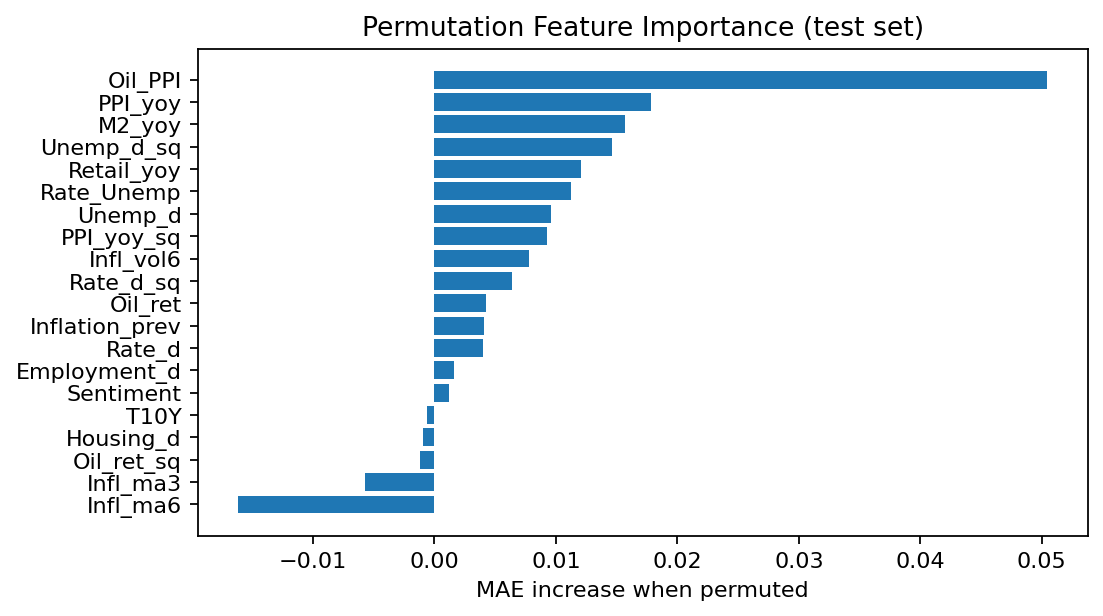 Permutation Feature Importance (test set)
Oil_PPI
PPI_yoy
M2_yoy
Unemp_d_sq
Retail_yoy
Rate_Unemp
Unemp_d
PPI_yoy_sq
Infl_vol6
Rate_d_sq
Oil_ret
Inflation_prev
Rate_d
Employment_d
Sentiment
T10Y
Housing_d
Oil_ret_sq
Infl_ma3
Infl_ma6
−0.01 0.00 0.01 0.02 0.03 0.04 0.05
MAE increase when permuted